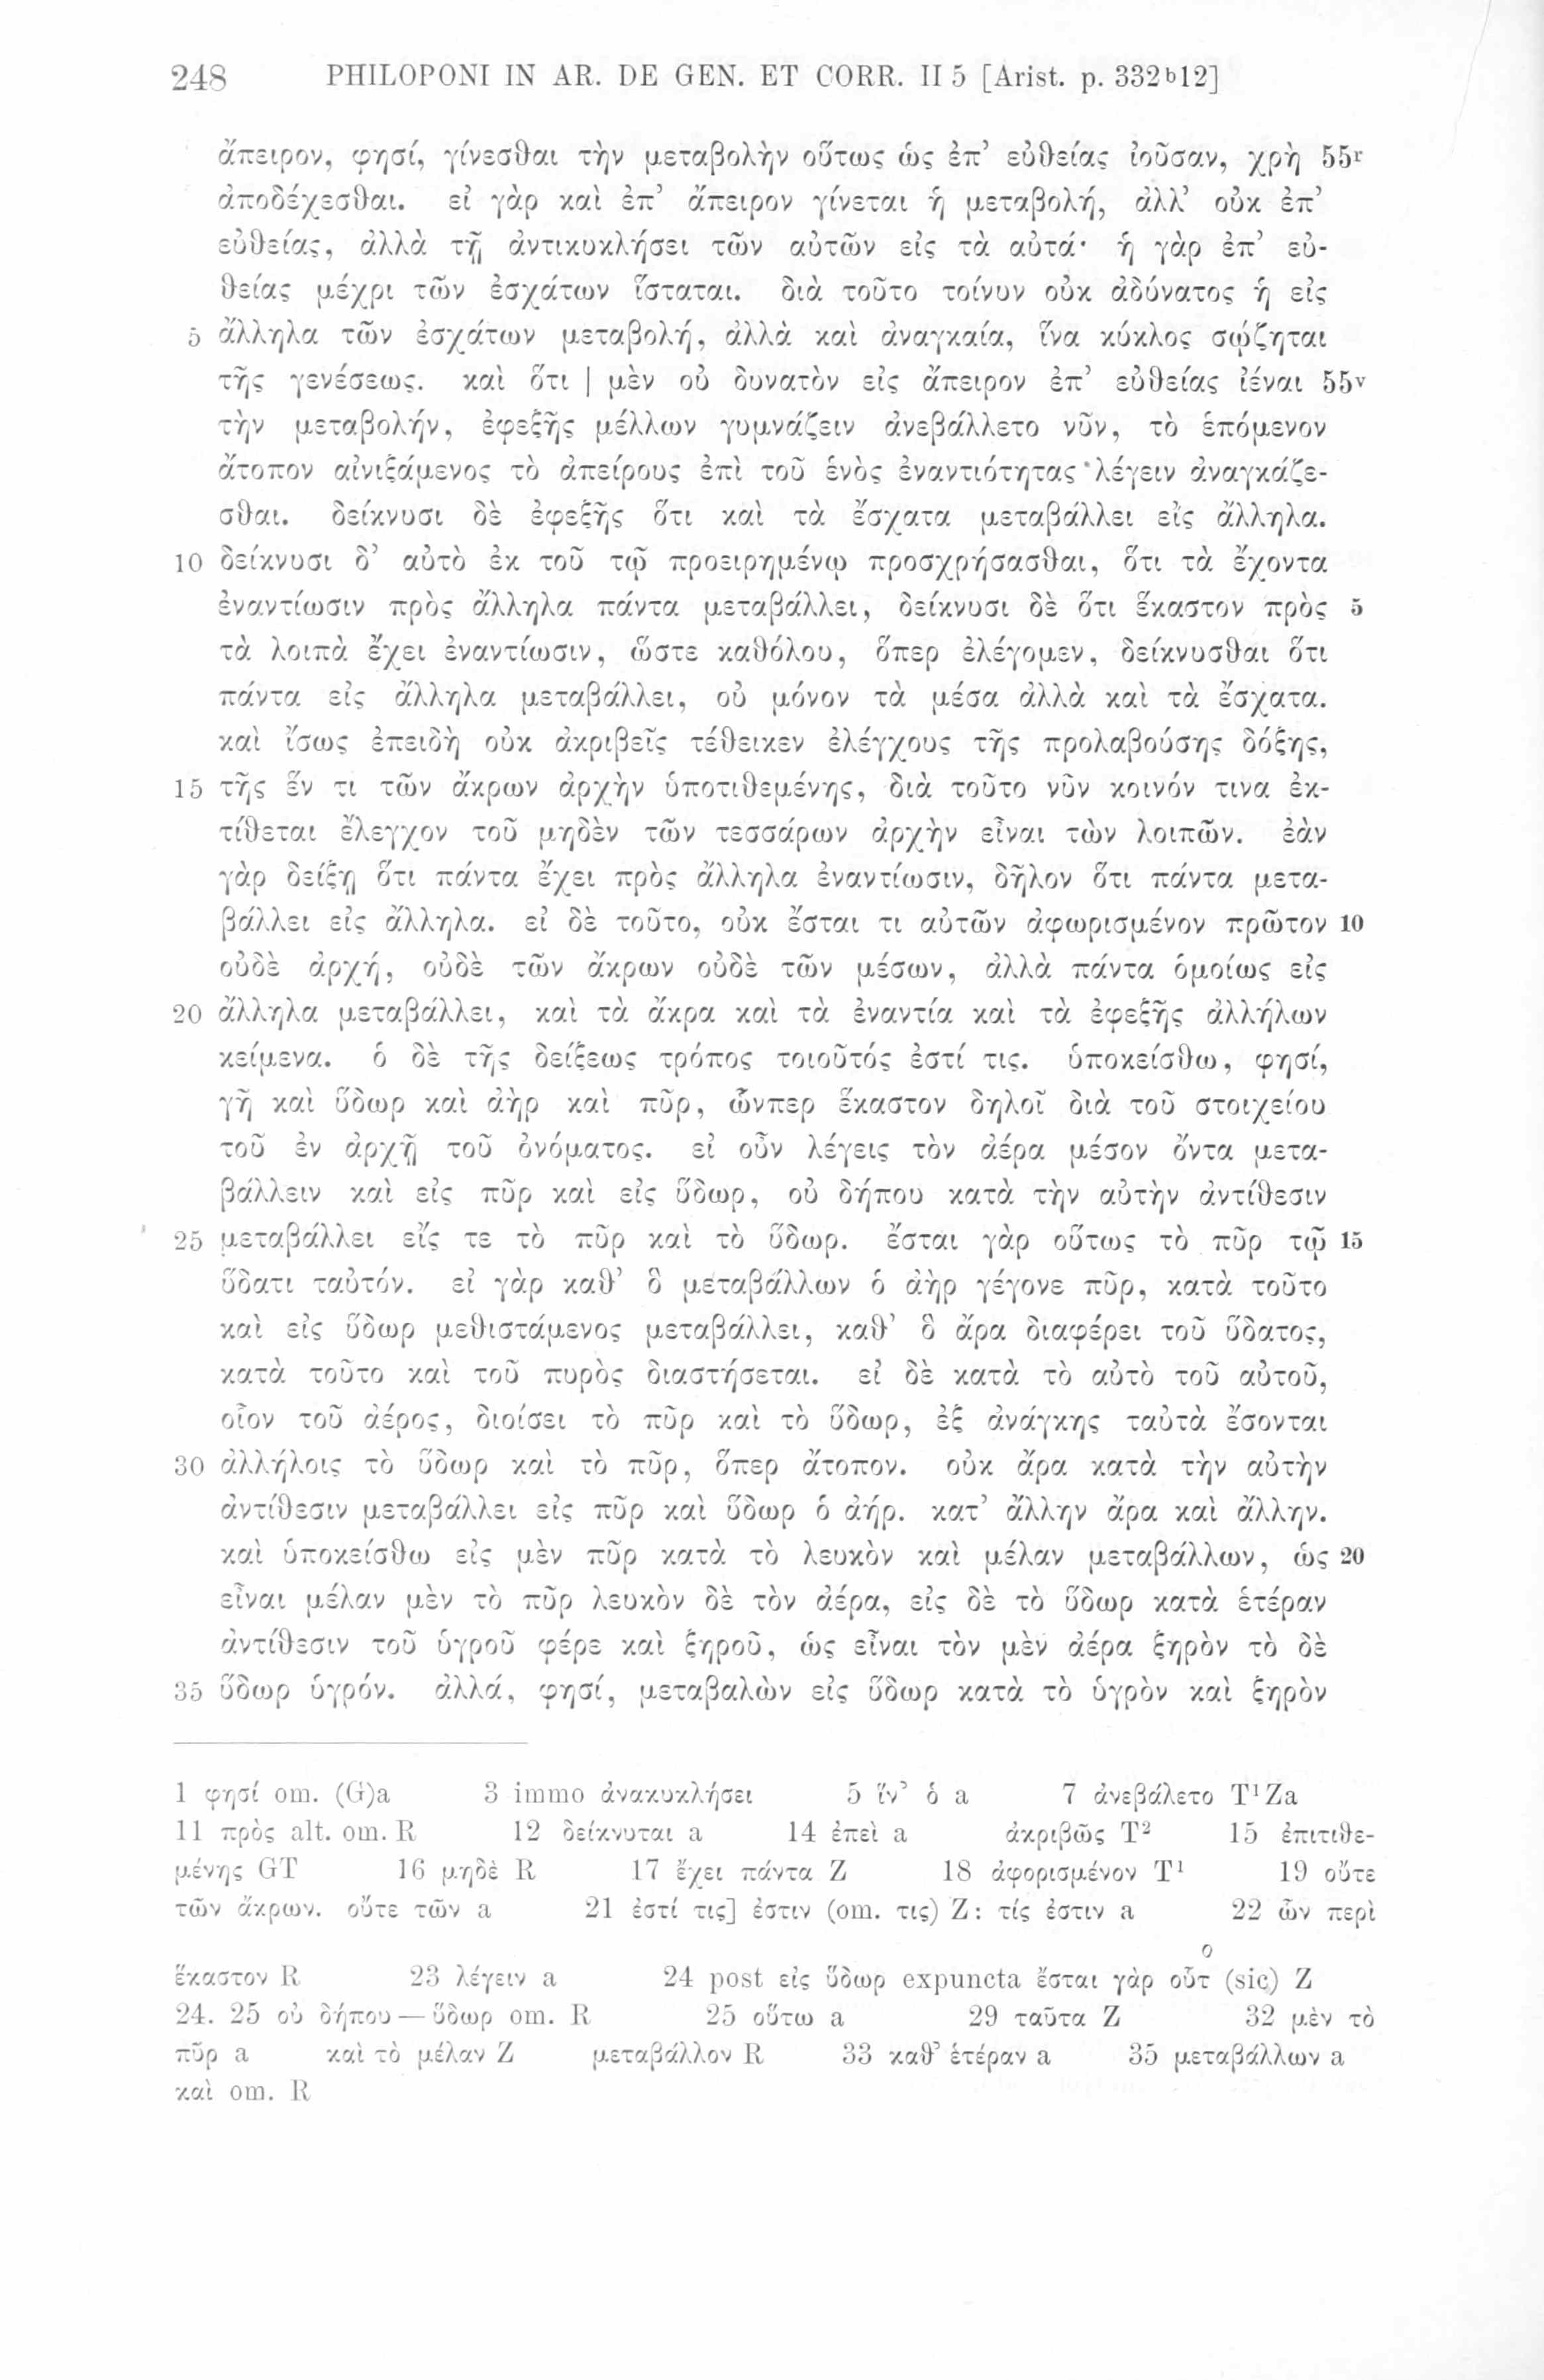 248 PHILOPONI IN AR. DE GEN. ET CORR. II 5 [Arist. p. 332b12]
ἄπειρον, φησί, γίνεσθαι τὴν μεταβολὴν οὕτως ὡς ἐπ’ εὐθείας ἰοῦσαν, χρὴ 55r
ἀποδέχεσθαι. εἰ γὰρ καὶ ἐπ’ ἄπειρον γίνεται ἡ μεταβολή, ἀλλ’ οὐκ ἐπ’
εὐθείας, ἀλλὰ τῇ ἀντικυκλήσει τῶν αὐτῶν εἰς τὰ αὐτά· ἡ γὰρ ἐπ’ εὐ-
θείας μέχρι τῶν ἐσχάτων ἵσταται. διὰ τοῦτο τοίνυν οὐκ ἀδύνατος ἡ εἰς
5 ἄλληλα τῶν ἐσχάτων μεταβολή, ἀλλὰ καὶ ἀναγκαία, ἵνα κύκλος σῴζηται
τῆς γενέσεως. καὶ ὅτι | μὲν οὐ δυνατὸν εἰς ἄπειρον ἐπ’ εὐθείας ἰέναι 55v
τὴν μεταβολήν, ἐφεξῆς μέλλων γυμνάζειν ἀνεβάλλετο νῦν, τὸ ἑπόμενον
ἄτοπον αἰνιξάμενος τὸ ἀπείρους ἐπὶ τοῦ ἑνὸς ἐναντιότητας λέγειν ἀναγκάζε-
σθαι. δείκνυσι δὲ ἐφεξῆς ὅτι καὶ τὰ ἔσχατα μεταβάλλει εἰς ἄλληλα.
10 δείκνυσι δ’ αὐτὸ ἐκ τοῦ τῷ προειρημένῳ προσχρήσασθαι, ὅτι τὰ ἔχοντα
ἐναντίωσιν πρὸς ἄλληλα πάντα μεταβάλλει, δείκνυσι δὲ ὅτι ἕκαστον πρὸς 5
τὰ λοιπὰ ἔχει ἐναντίωσιν, ὥστε καθόλου, ὅπερ ἐλέγομεν, δείκνυσθαι ὅτι
πάντα εἰς ἄλληλα μεταβάλλει, οὐ μόνον τὰ μέσα ἀλλὰ καὶ τὰ ἔσχατα.
καὶ ἴσως ἐπειδὴ οὐκ ἀκριβεῖς τέθεικεν ἐλέγχους τῆς προλαβούσης δόξης,
15 τῆς ἕν τι τῶν ἄκρων ἀρχὴν ὑποτιθεμένης, διὰ τοῦτο νῦν κοινόν τινα ἐκ-
τίθεται ἔλεγχον τοῦ μηδὲν τῶν τεσσάρων ἀρχὴν εἶναι τῶν λοιπῶν. ἐὰν
γὰρ δείξῃ ὅτι πάντα ἔχει πρὸς ἄλληλα ἐναντίωσιν, δῆλον ὅτι πάντα μετα-
βάλλει εἰς ἄλληλα. εἰ δὲ τοῦτο, οὐκ ἔσται τι αὐτῶν ἀφωρισμένον πρῶτον 10
οὐδὲ ἀρχή, οὐδὲ τῶν ἄκρων οὐδὲ τῶν μέσων, ἀλλὰ πάντα ὁμοίως εἰς
20 ἄλληλα μεταβάλλει, καὶ τὰ ἄκρα καὶ τὰ ἐναντία καὶ τὰ ἐφεξῆς ἀλλήλων
κείμενα. ὁ δὲ τῆς δείξεως τρόπος τοιοῦτός ἐστί τις. ὑποκείσθω, φησί,
γῆ καὶ ὕδωρ καὶ ἀὴρ καὶ πῦρ, ὧνπερ ἕκαστον δηλοῖ διὰ τοῦ στοιχείου
τοῦ ἐν ἀρχῇ τοῦ ὀνόματος. εἰ οὖν λέγεις τὸν ἀέρα μέσον ὄντα μετα-
βάλλειν καὶ εἰς πῦρ καὶ εἰς ὕδωρ, οὐ δήπου κατὰ τὴν αὐτὴν ἀντίθεσιν
25 μεταβάλλει εἴς τε τὸ πῦρ καὶ τὸ ὕδωρ. ἔσται γὰρ οὕτως τὸ πῦρ τῷ 15
ὕδατι ταὐτόν. εἰ γὰρ καθ’ ὃ μεταβάλλων ὁ ἀὴρ γέγονε πῦρ, κατὰ τοῦτο
καὶ εἰς ὕδωρ μεθιστάμενος μεταβάλλει, καθ’ ὃ ἄρα διαφέρει τοῦ ὕδατος,
κατὰ τοῦτο καὶ τοῦ πυρὸς διαστήσεται. εἰ δὲ κατὰ τὸ αὐτὸ τοῦ αὐτοῦ,
οἷον τοῦ ἀέρος, διοίσει τὸ πῦρ καὶ τὸ ὕδωρ, ἐξ ἀνάγκης ταὐτὰ ἔσονται
30 ἀλλήλοις τὸ ὕδωρ καὶ τὸ πῦρ, ὅπερ ἄτοπον. οὐκ ἄρα κατὰ τὴν αὐτὴν
ἀντίθεσιν μεταβάλλει εἰς πῦρ καὶ ὕδωρ ὁ ἀήρ. κατ’ ἄλλην ἄρα καὶ ἄλλην.
καὶ ὑποκείσθω εἰς μὲν πῦρ κατὰ τὸ λευκὸν καὶ μέλαν μεταβάλλων, ὡς 20
εἶναι μέλαν μὲν τὸ πῦρ λευκὸν δὲ τὸν ἀέρα, εἰς δὲ τὸ ὕδωρ κατὰ ἑτέραν
ἀντίθεσιν τοῦ ὑγροῦ φέρε καὶ ξηροῦ, ὡς εἶναι τὸν μὲν ἀέρα ξηρὸν τὸ δὲ
35 ὕδωρ ὑγρόν. ἀλλά, φησί, μεταβαλὼν εἰς ὕδωρ κατὰ τὸ ὑγρὸν καὶ ξηρὸν
1 φησί om. (G)a 3 immo ἀνακυκλήσει 5 ἵν’ ὁ a 7 ἀνεβάλετο T¹Za
11 πρὸς alt. om. R 12 δείκνυται a 14 ἐπεὶ a ἀκριβῶς T² 15 ἐπιτιθε-
μένης GT 16 μηδὲ R 17 ἔχει πάντα Z 18 ἀφορισμένον T¹ 19 οὔτε
τῶν ἄκρων. οὔτε τῶν a 21 ἐστί τις] ἐστιν (om. τις) Z: τίς ἐστιν a 22 ὧν περὶ
ἕκαστον R 23 λέγειν a 24 post εἰς ὕδωρ expuncta ἔσται γὰρ οὗτο (sic) Z
24. 25 οὐ δήπου — ὕδωρ om. R 25 οὕτω a 29 ταῦτα Z 32 μὲν τὸ
πῦρ a καὶ τὸ μέλαν Z μεταβάλλον R 33 καθ’ ἑτέραν a 35 μεταβάλλων a
καὶ om. R